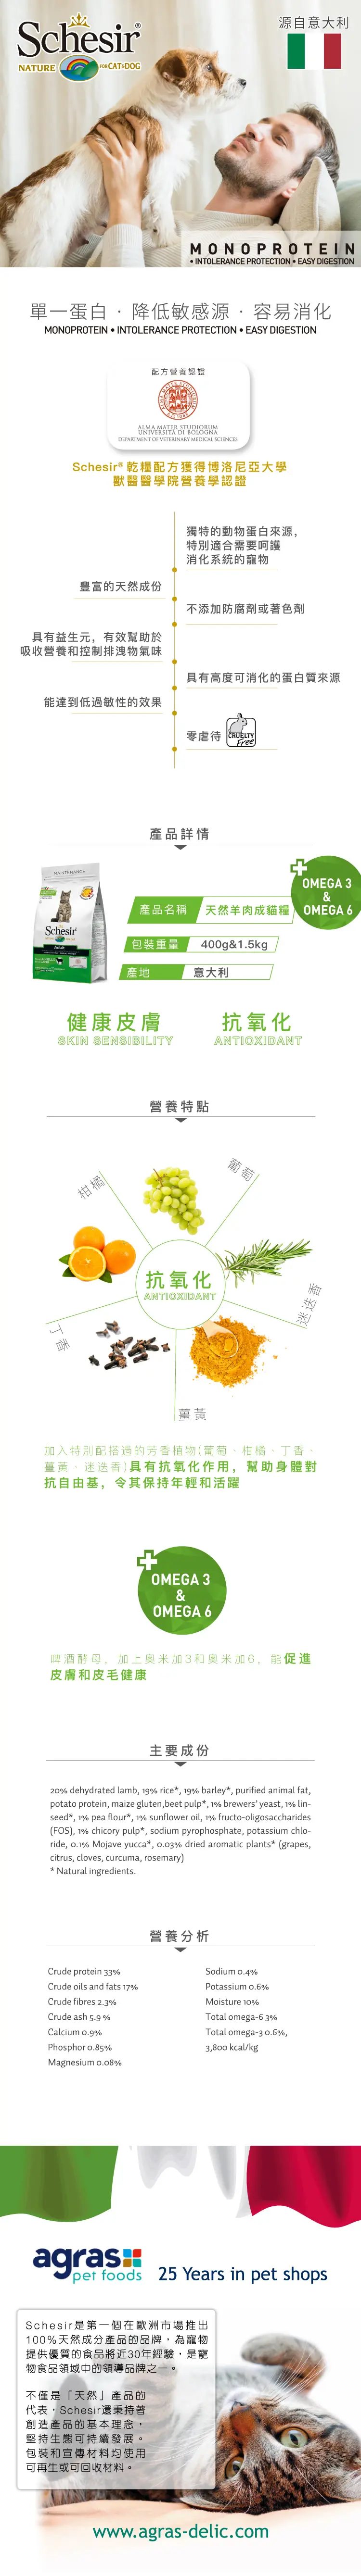 Schesir®
NATURE FOR CAT&DOG
源自意大利
MONOPROTEIN
• INTOLERANCE PROTECTION • EASY DIGESTION
單一蛋白 · 降低敏感源 · 容易消化
MONOPROTEIN • INTOLERANCE PROTECTION • EASY DIGESTION
配方營養認證
ALMA MATER STUDIORUM
UNIVERSITÀ DI BOLOGNA
DEPARTMENT OF VETERINARY MEDICAL SCIENCES
Schesir® 乾糧配方獲得博洛尼亞大學
獸醫醫學院營養學認證
獨特的動物蛋白來源，
特別適合需要呵護
消化系統的寵物
豐富的天然成份
不添加防腐劑或著色劑
具有益生元，有效幫助於
吸收營養和控制排洩物氣味
具有高度可消化的蛋白質來源
能達到低過敏性的效果
零虐待
CRUELTY
Free
產品詳情
OMEGA 3
&
OMEGA 6
Schesir
產品名稱 天然羊肉成貓糧
包裝重量 400g&1.5kg
產地 意大利
健康皮膚 抗氧化
SKIN SENSIBILITY ANTIOXIDANT
營養特點
葡萄
柑橘
抗氧化
ANTIOXIDANT
迷迭香
丁香
薑黃
加入特別配搭過的芳香植物(葡萄、柑橘、丁香、
薑黃、迷迭香)具有抗氧化作用，幫助身體對
抗自由基，令其保持年輕和活躍
OMEGA 3
&
OMEGA 6
啤酒酵母，加上奧米加3和奧米加6，能促進
皮膚和皮毛健康
主要成份
20% dehydrated lamb, 19% rice*, 19% barley*, purified animal fat,
potato protein, maize gluten,beet pulp*, 1% brewers' yeast, 1% lin-
seed*, 1% pea flour*, 1% sunflower oil, 1% fructo-oligosaccharides
(FOS), 1% chicory pulp*, sodium pyrophosphate, potassium chlo-
ride, 0.1% Mojave yucca*, 0.03% dried aromatic plants* (grapes,
citrus, cloves, curcuma, rosemary)
* Natural ingredients.
營養分析
Crude protein 33%
Crude oils and fats 17%
Crude fibres 2.3%
Crude ash 5.9 %
Calcium 0.9%
Phosphor 0.85%
Magnesium 0.08%
Sodium 0.4%
Potassium 0.6%
Moisture 10%
Total omega-6 3%
Total omega-3 0.6%,
3,800 kcal/kg
agras
pet foods
25 Years in pet shops
Schesir是第一個在歐洲市場推出
100%天然成分產品的品牌，為寵物
提供優質的食品將近30年經驗，是寵
物食品領域中的領導品牌之一。
不僅是「天然」產品的
代表，Schesir還秉持著
創造產品的基本理念，
堅持生態可持續發展。
包裝和宣傳材料均使用
可再生或可回收材料。
www.agras-delic.com